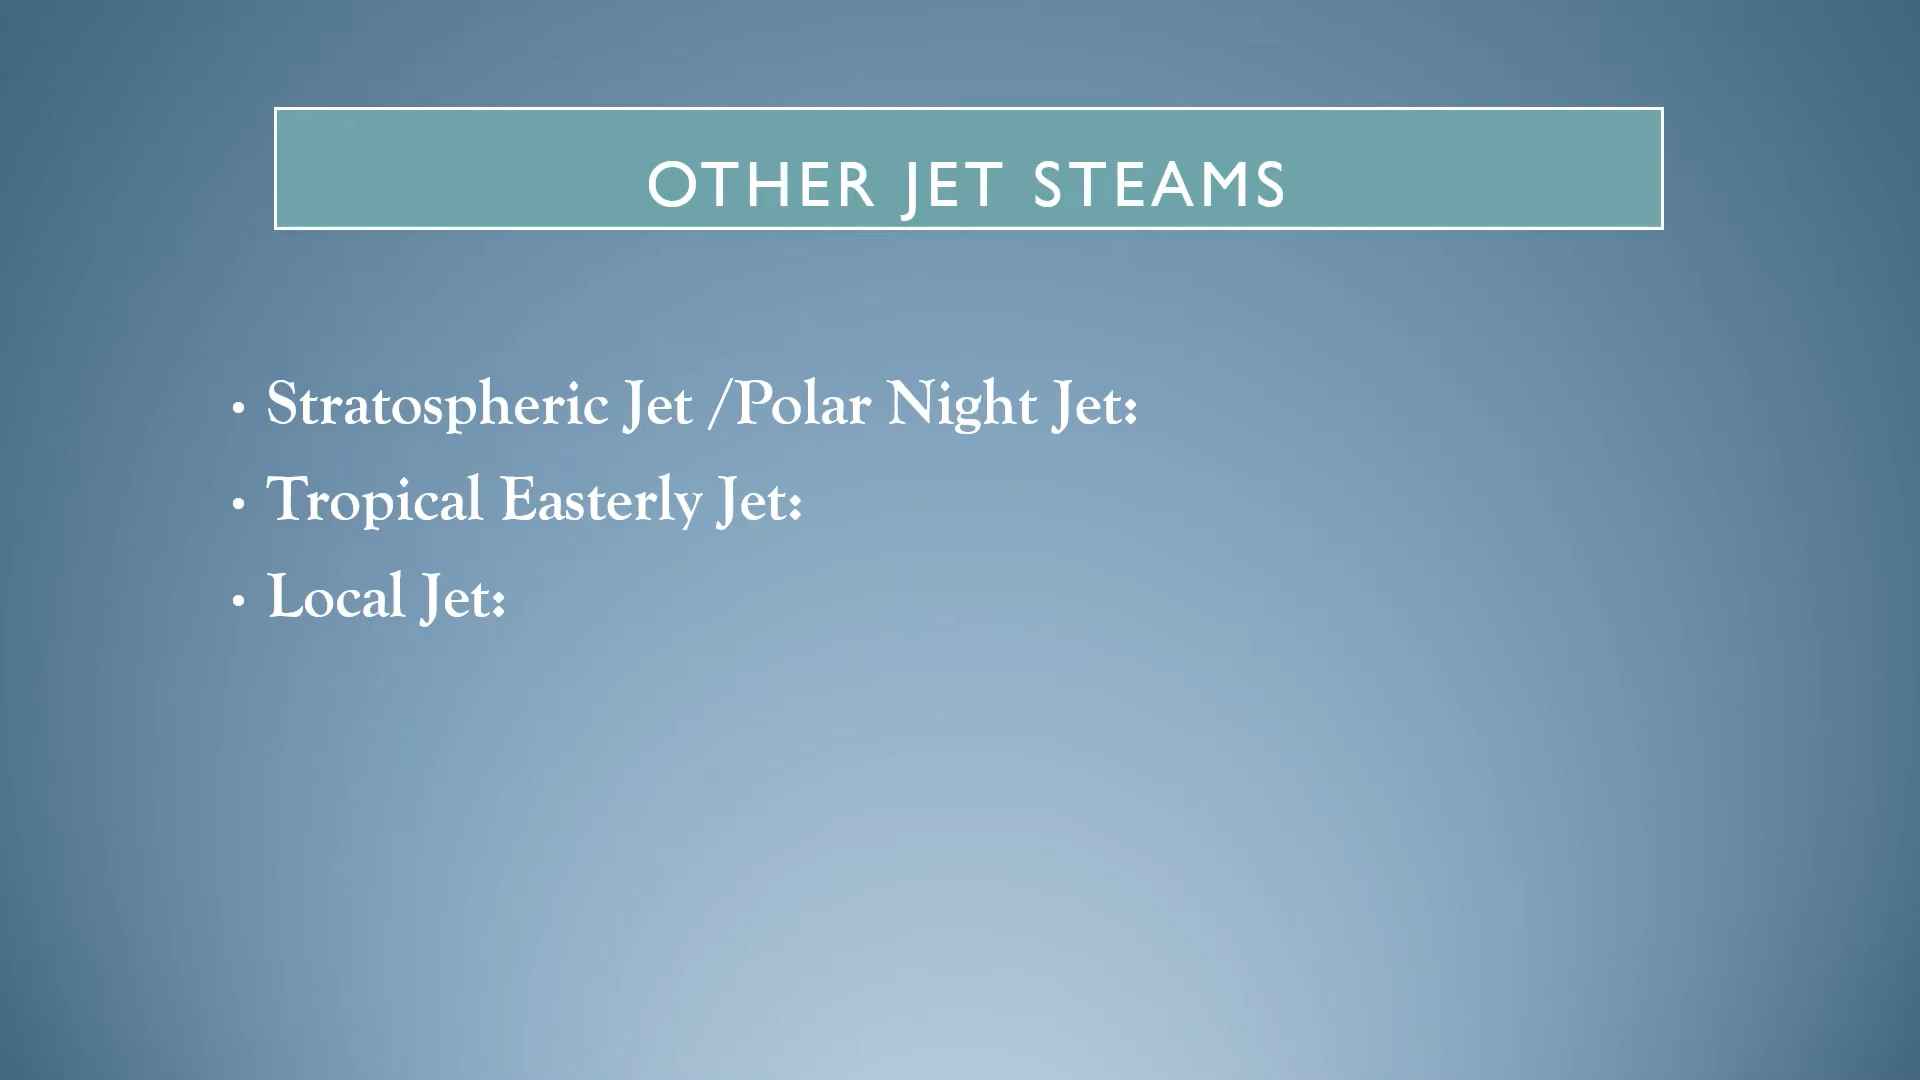 OTHER JET STEAMS
• Stratospheric Jet /Polar Night Jet:
• Tropical Easterly Jet:
• Local Jet: